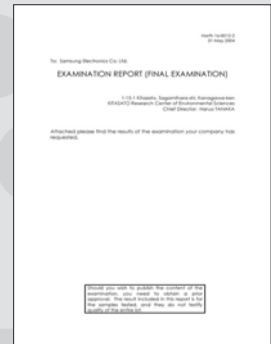 31 May 2004
To: Samsung Electronics Co. Ltd.
EXAMINATION REPORT (FINAL EXAMINATION)
1-15-1 Kitasato, Sagamihara-shi, Kanagawa-ken
KITASATO Research Center of Environmental Sciences
Chief Director: Haruo TANAKA
Attached please find the results of the examination your company has
requested.
Should you wish to publish the content of the
examination, you need to obtain a prior
approval. The result included in this report is for
the samples tested, and they do not testify
quality of the entire lot.